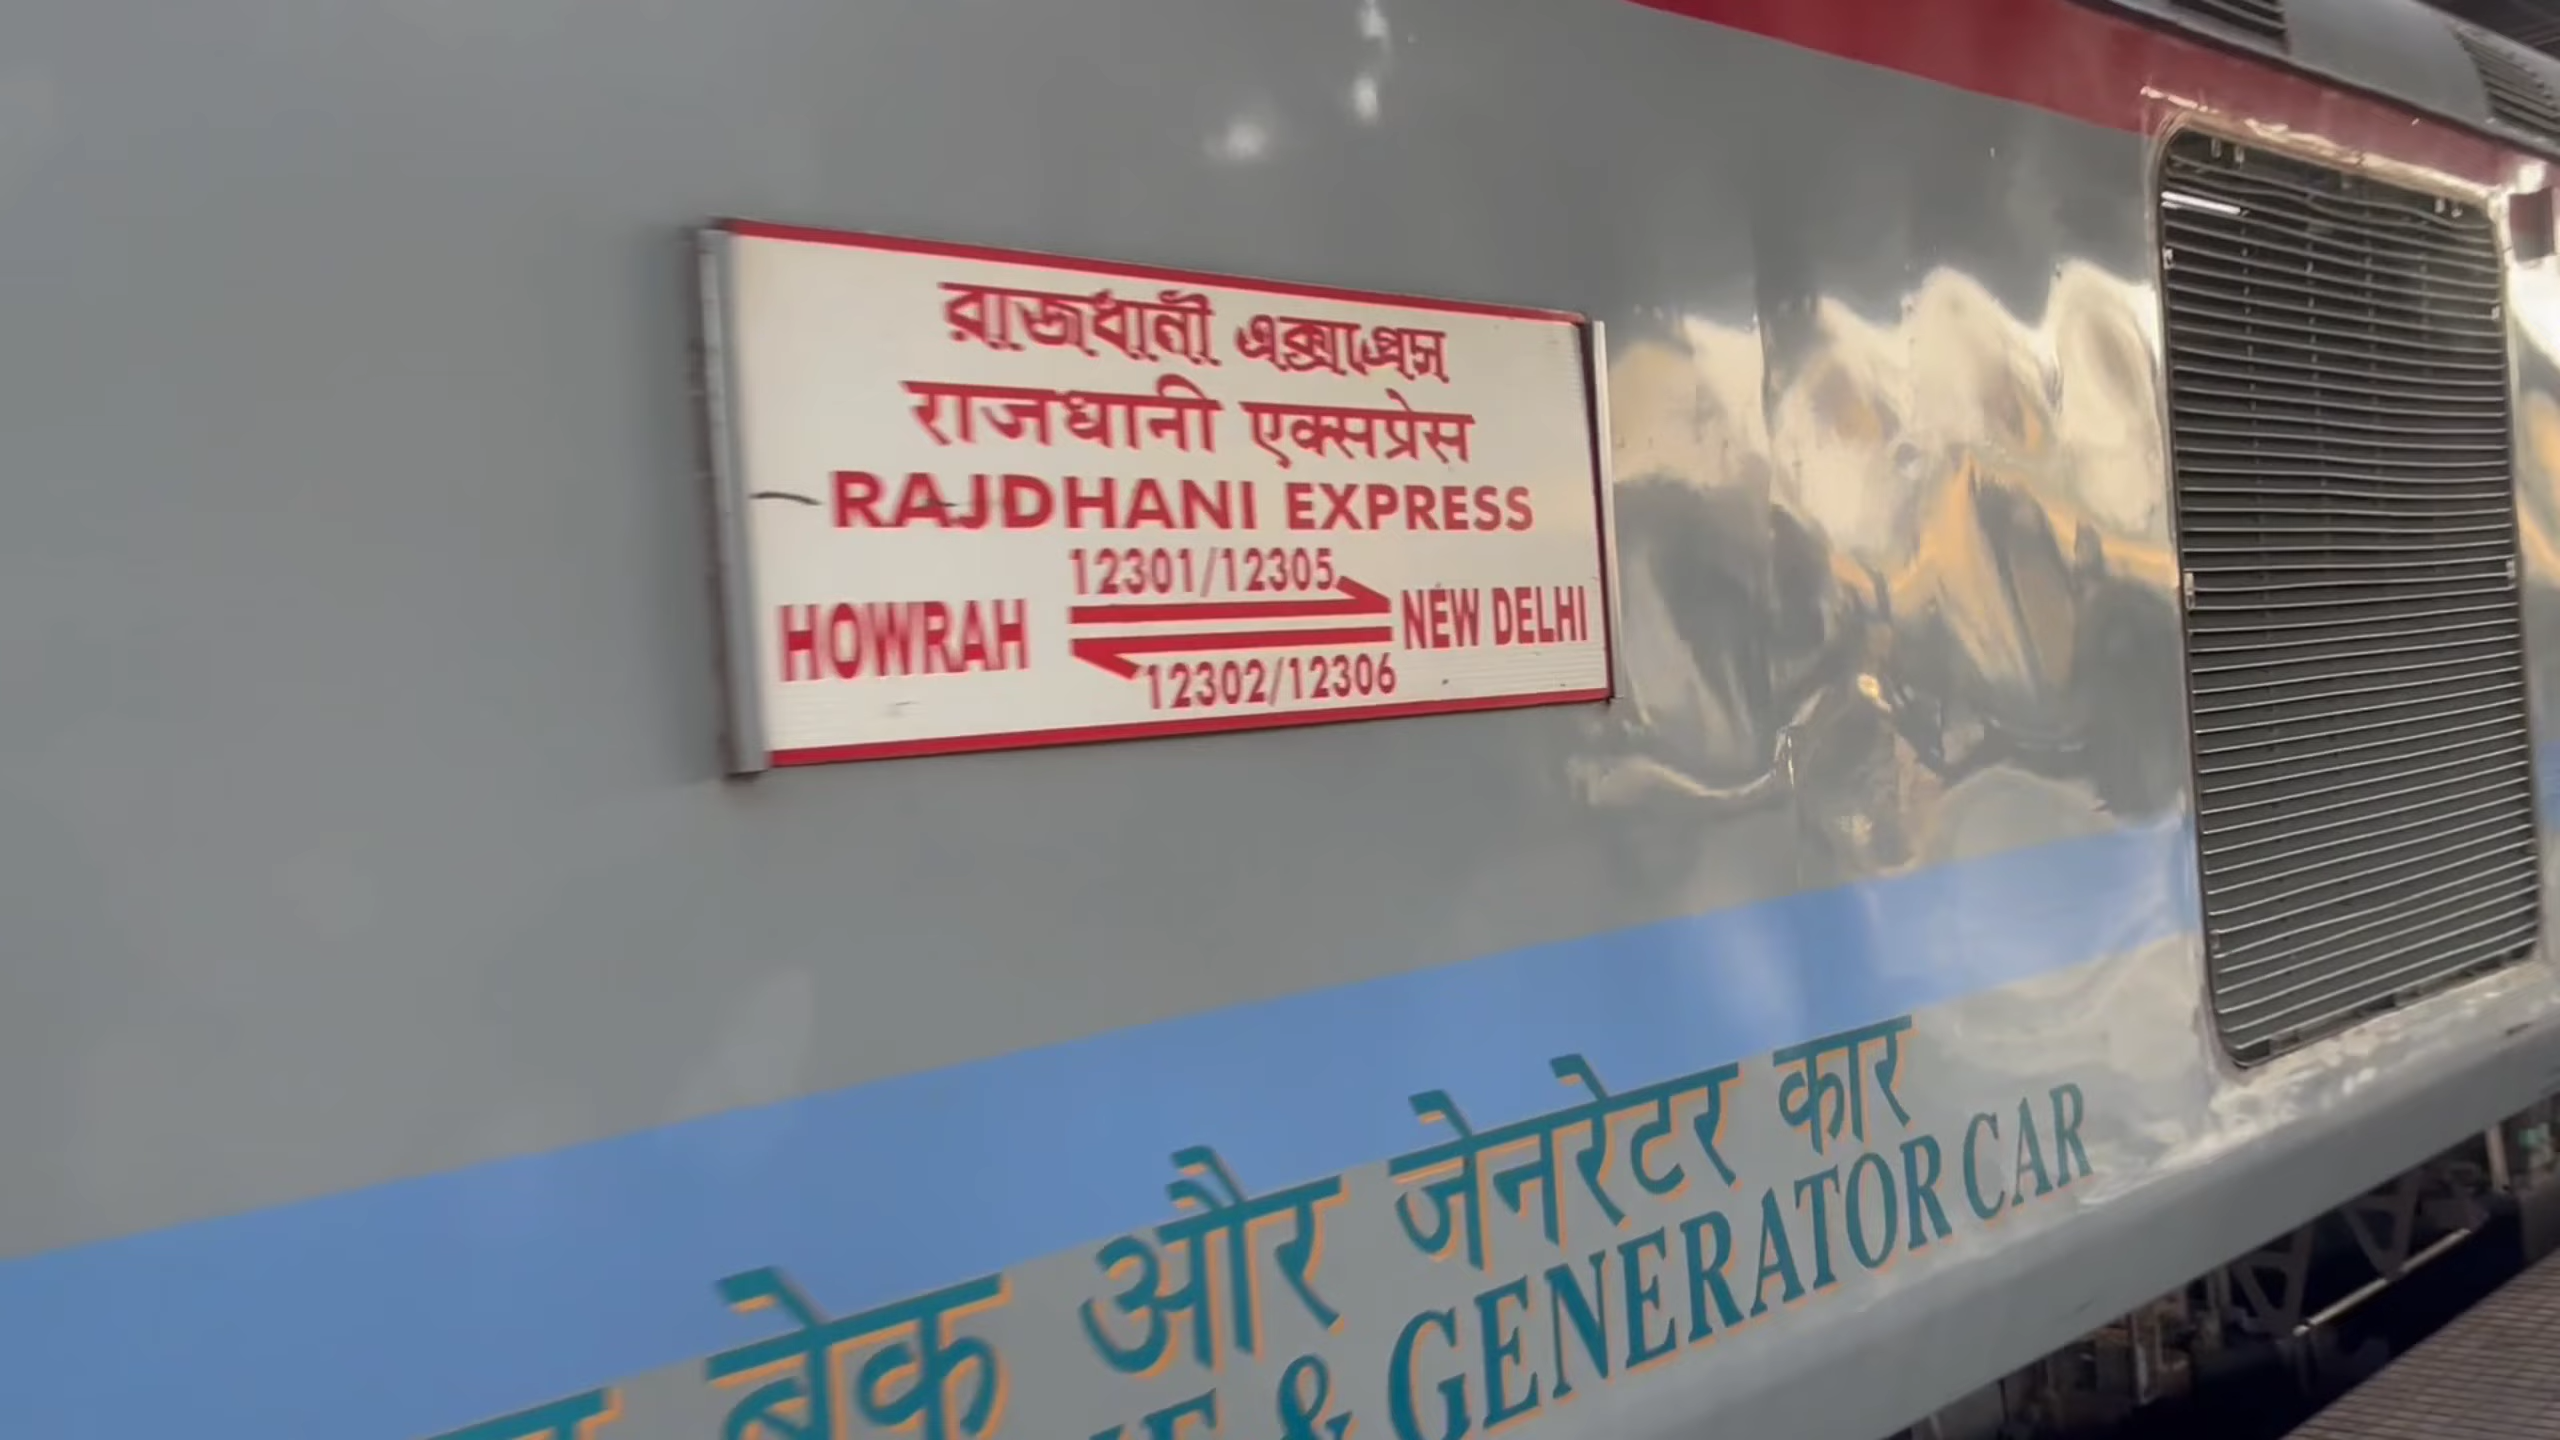 রাজধানী এক্সপ্রেস
राजधानी एक्सप्रेस
RAJDHANI EXPRESS
12301/12305
HOWRAH NEW DELHI
12302/12306
ब्रेक और जेनरेटर कार
& GENERATOR CAR